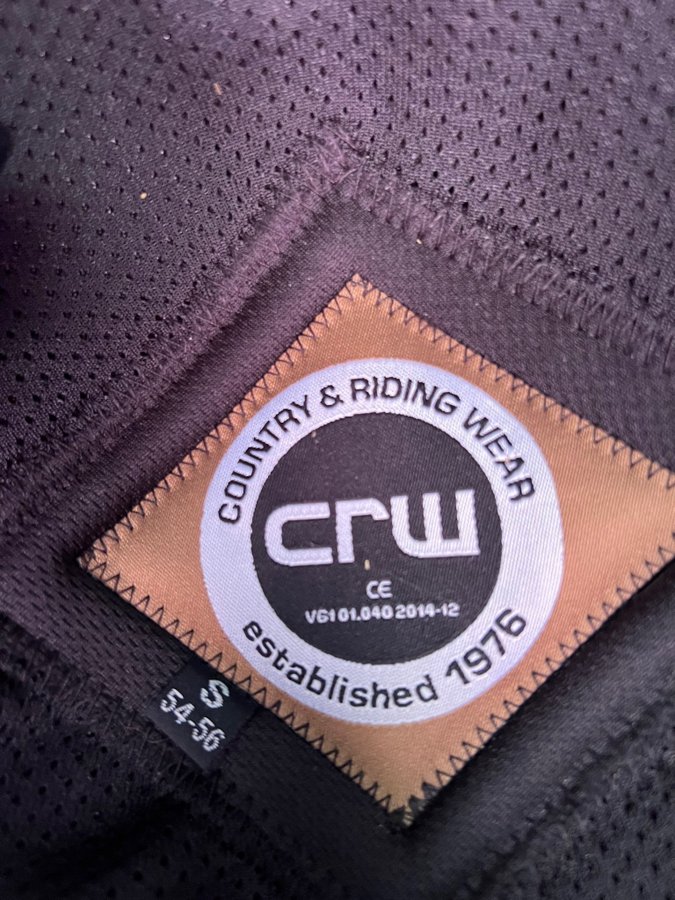 COUNTRY & RIDING WEAR
crw
CE
VG1 01.040 2014-12
established 1976
S
54-56